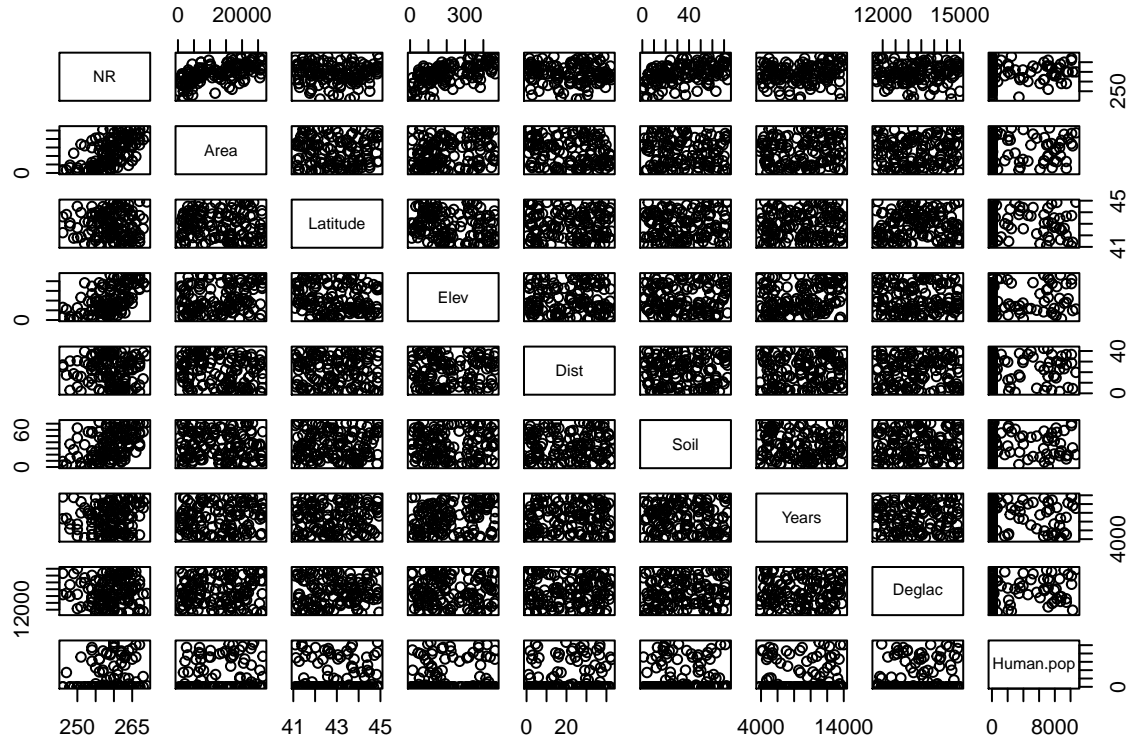 0 20000 0 300 0 40 12000 15000
NR 250
0 Area
Latitude 41 45
0 Elev
Dist 0 40
0 60 Soil
Years 4000
12000 Deglac
Human.pop 0
250 265 41 43 45 0 20 4000 14000 0 8000